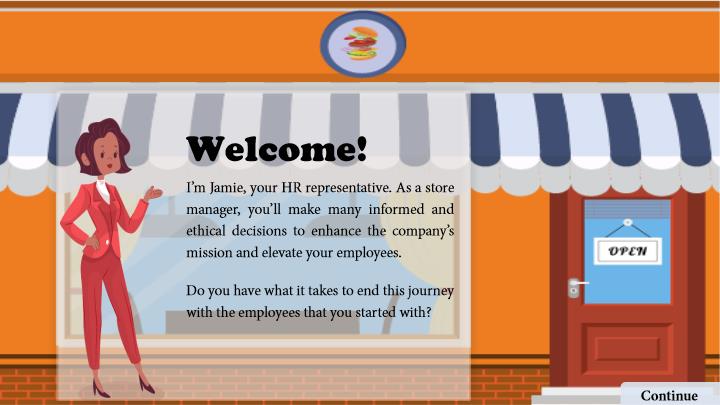 Welcome!
I'm Jamie, your HR representative. As a store
manager, you'll make many informed and
ethical decisions to enhance the company's
mission and elevate your employees.
Do you have what it takes to end this journey
with the employees that you started with?
OPEN
Continue